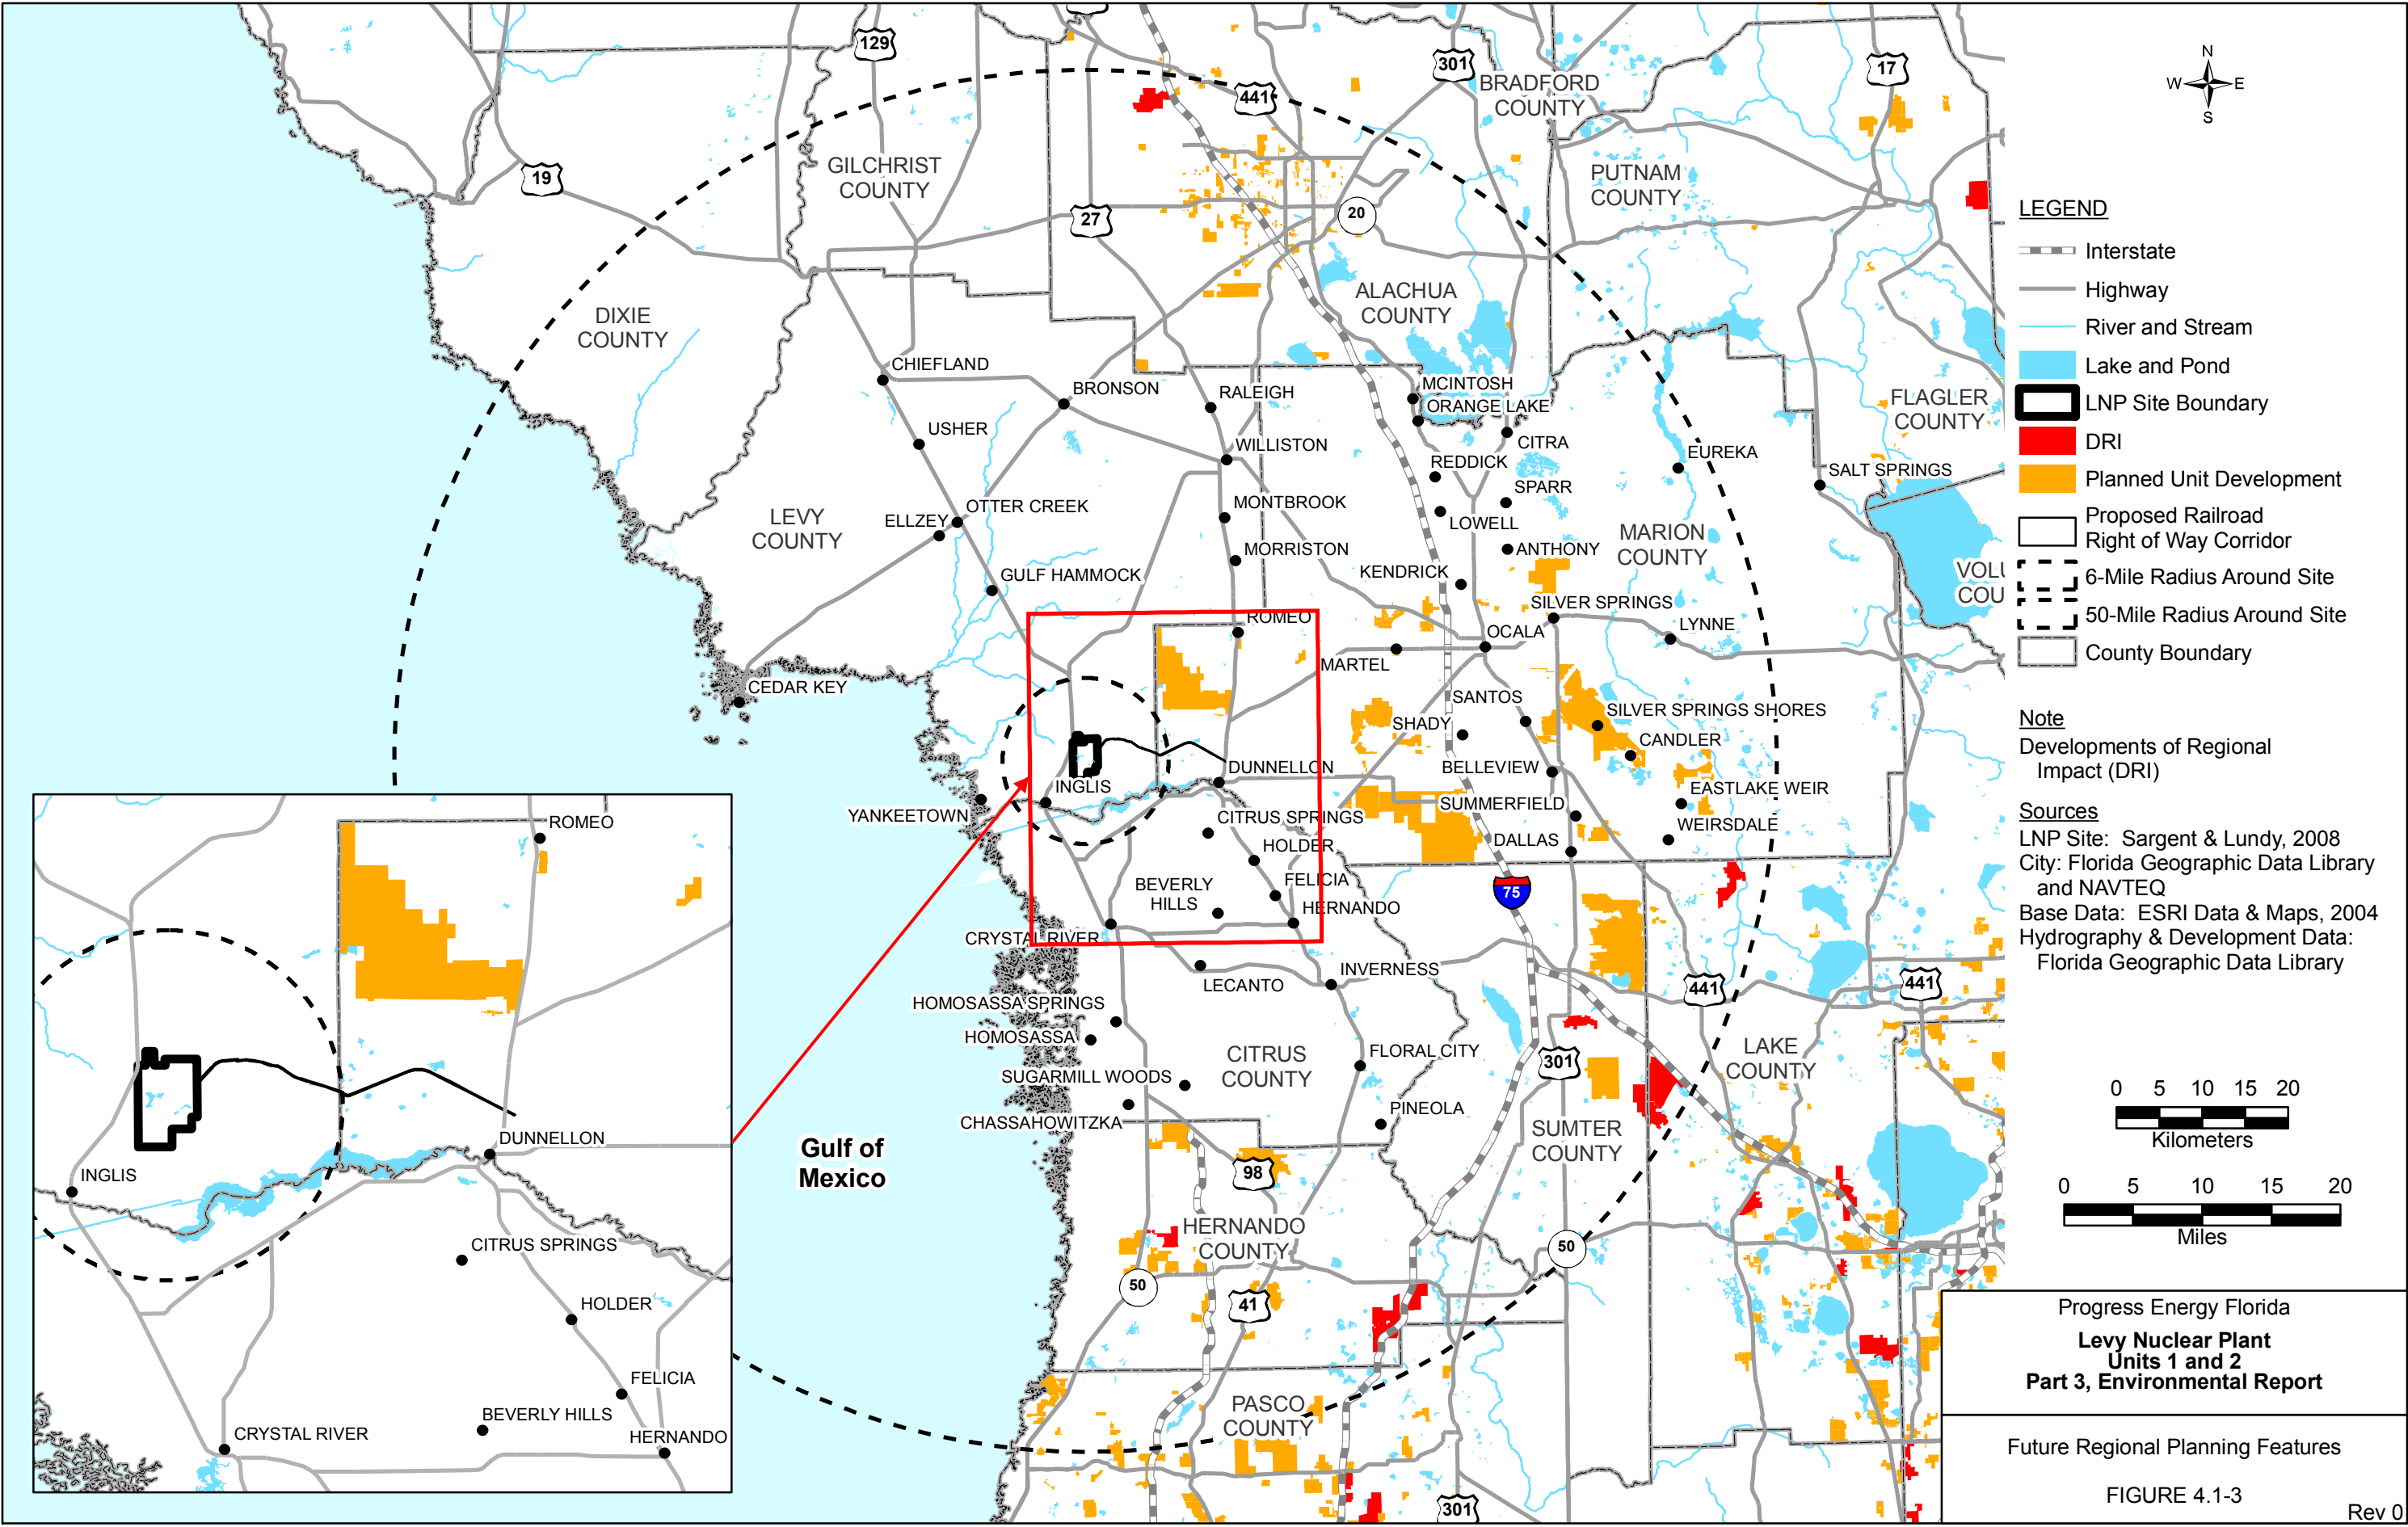 129
301
BRADFORD
COUNTY
17
441
GILCHRIST
COUNTY
19
PUTNAM
COUNTY
27
20
DIXIE
COUNTY
ALACHUA
COUNTY
CHIEFLAND
BRONSON
RALEIGH
MCINTOSH
ORANGE LAKE
FLAGLER
COUNTY
USHER
WILLISTON
CITRA
EUREKA
REDDICK
SALT SPRINGS
SPARR
OTTER CREEK
MONTBROOK
ELLZEY
LEVY
COUNTY
LOWELL
MARION
COUNTY
MORRISTON
ANTHONY
KENDRICK
GULF HAMMOCK
VOLU
COU
SILVER SPRINGS
ROMEO
OCALA
LYNNE
MARTEL
CEDAR KEY
SANTOS
SILVER SPRINGS SHORES
SHADY
CANDLER
DUNNELLON
BELLEVIEW
INGLIS
EASTLAKE WEIR
YANKEETOWN
SUMMERFIELD
CITRUS SPRINGS
WEIRSDALE
DALLAS
HOLDER
FELICIA
75
BEVERLY
HILLS
HERNANDO
CRYSTAL RIVER
INVERNESS
LECANTO
441
441
HOMOSASSA SPRINGS
HOMOSASSA
CITRUS
COUNTY
FLORAL CITY
301
LAKE
COUNTY
SUGARMILL WOODS
PINEOLA
CHASSAHOWITZKA
SUMTER
COUNTY
Gulf of
Mexico
98
HERNANDO
COUNTY
50
50
41
PASCO
COUNTY
301
ROMEO
DUNNELLON
INGLIS
CITRUS SPRINGS
HOLDER
FELICIA
BEVERLY HILLS
CRYSTAL RIVER
HERNANDO
N
W E
S
LEGEND
Interstate
Highway
River and Stream
Lake and Pond
LNP Site Boundary
DRI
Planned Unit Development
Proposed Railroad
Right of Way Corridor
6-Mile Radius Around Site
50-Mile Radius Around Site
County Boundary
Note
Developments of Regional
Impact (DRI)
Sources
LNP Site: Sargent & Lundy, 2008
City: Florida Geographic Data Library
and NAVTEQ
Base Data: ESRI Data & Maps, 2004
Hydrography & Development Data:
Florida Geographic Data Library
0 5 10 15 20
Kilometers
0 5 10 15 20
Miles
Progress Energy Florida
Levy Nuclear Plant
Units 1 and 2
Part 3, Environmental Report
Future Regional Planning Features
FIGURE 4.1-3
Rev 0